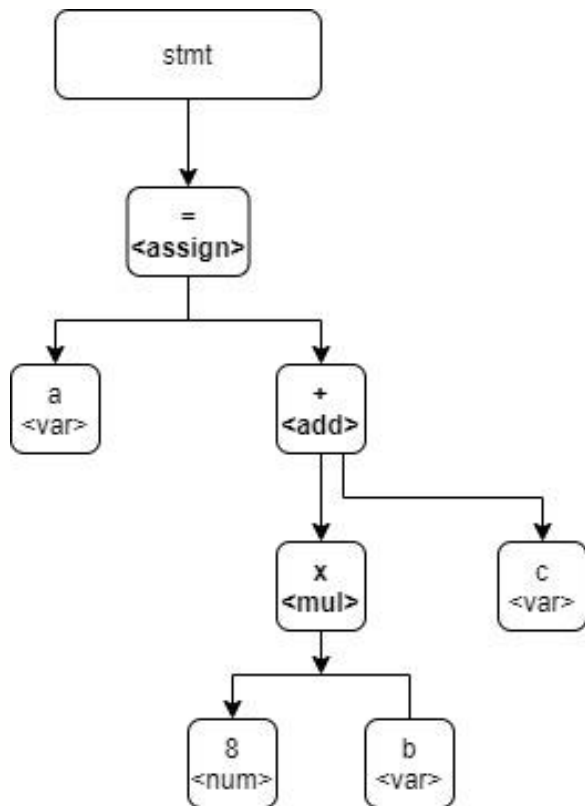 stmt
=
<assign>
a
<var>
+
<add>
x
<mul>
c
<var>
8
<num>
b
<var>